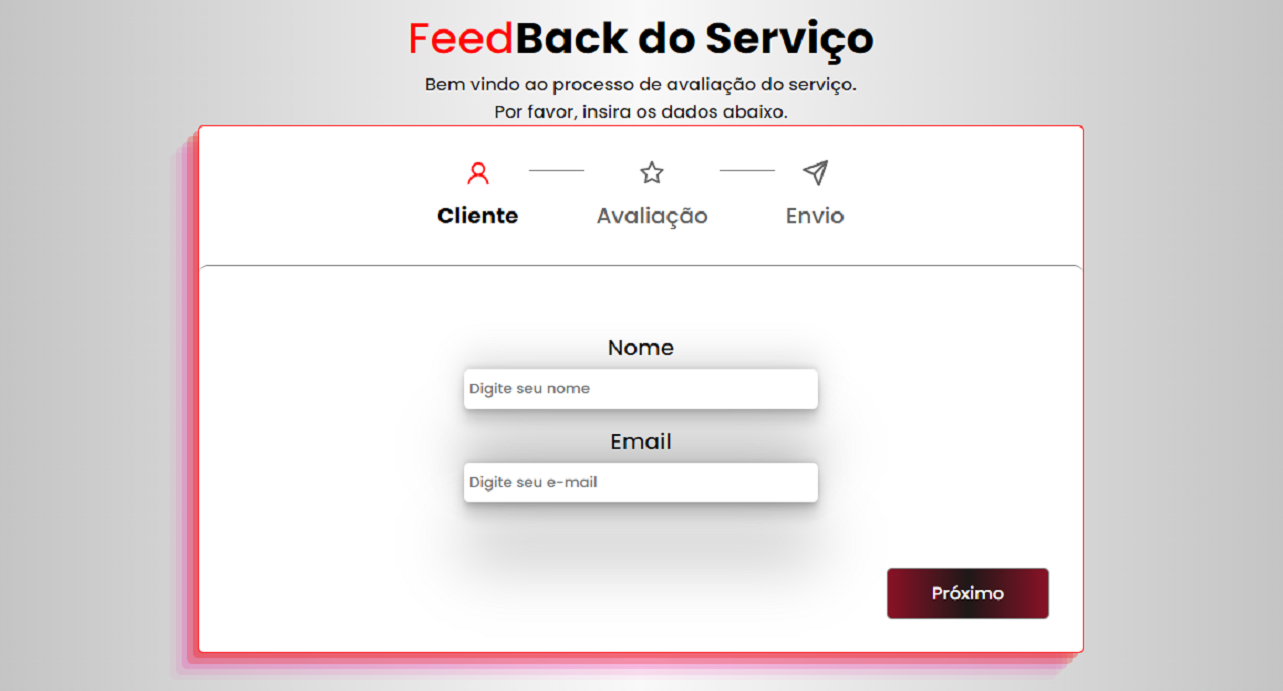 FeedBack do Serviço
Bem vindo ao processo de avaliação do serviço.
Por favor, insira os dados abaixo.
Cliente
Avaliação
Envio
Nome
Digite seu nome
Email
Digite seu e-mail
Próximo